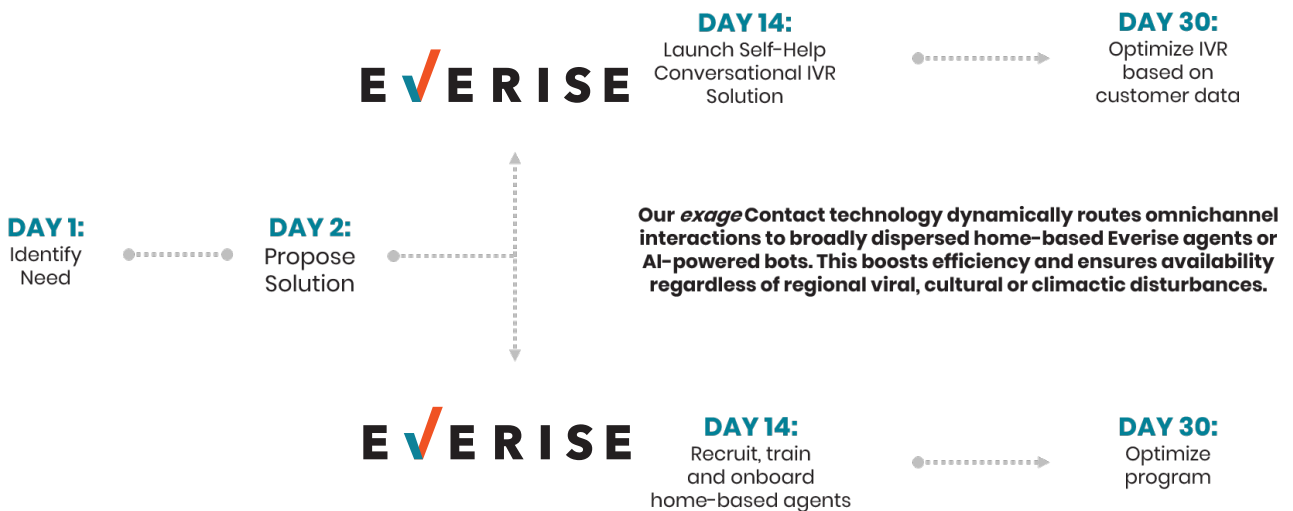 DAY 1:
Identify
Need
DAY 2:
Propose
Solution
EVERISE
DAY 14:
Launch Self-Help
Conversational IVR
Solution
DAY 30:
Optimize IVR
based on
customer data
Our exage Contact technology dynamically routes omnichannel
interactions to broadly dispersed home-based Everise agents or
AI-powered bots. This boosts efficiency and ensures availability
regardless of regional viral, cultural or climactic disturbances.
EVERISE
DAY 14:
Recruit, train
and onboard
home-based agents
DAY 30:
Optimize
program